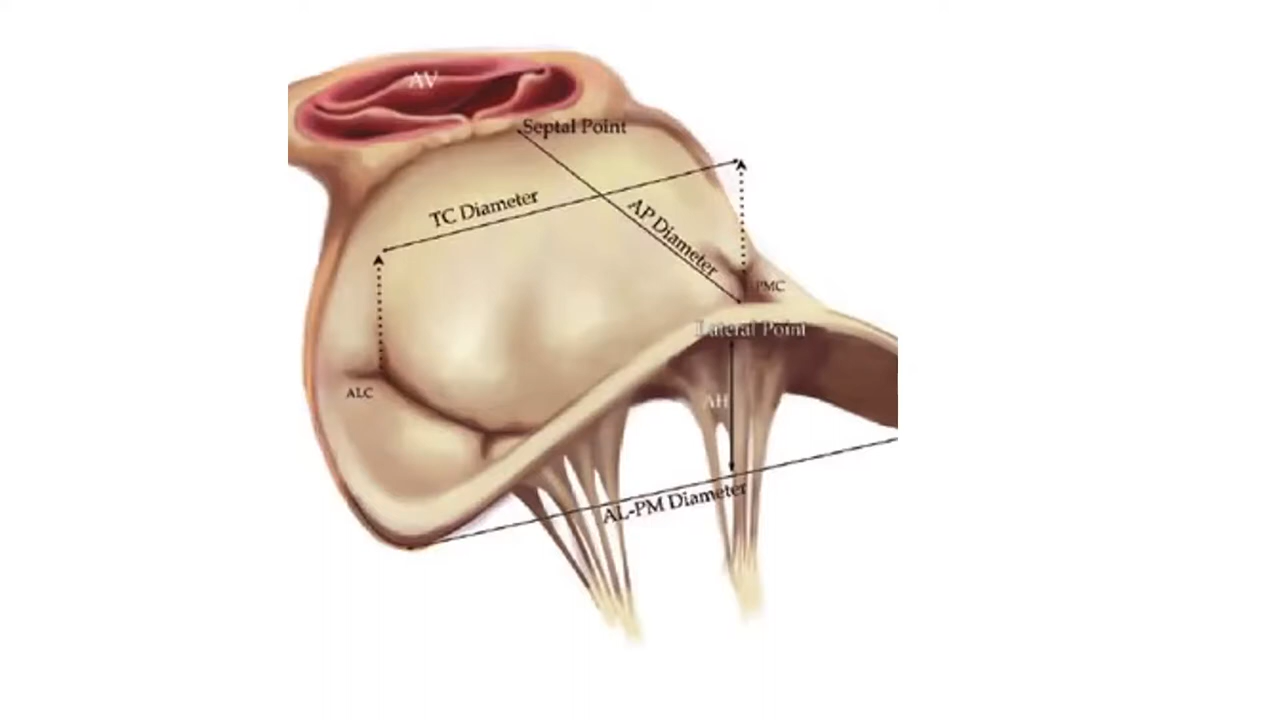 AV
Septal Point
TC Diameter
AP Diameter
PMC
Lateral Point
ALC
AH
AL-PM Diameter